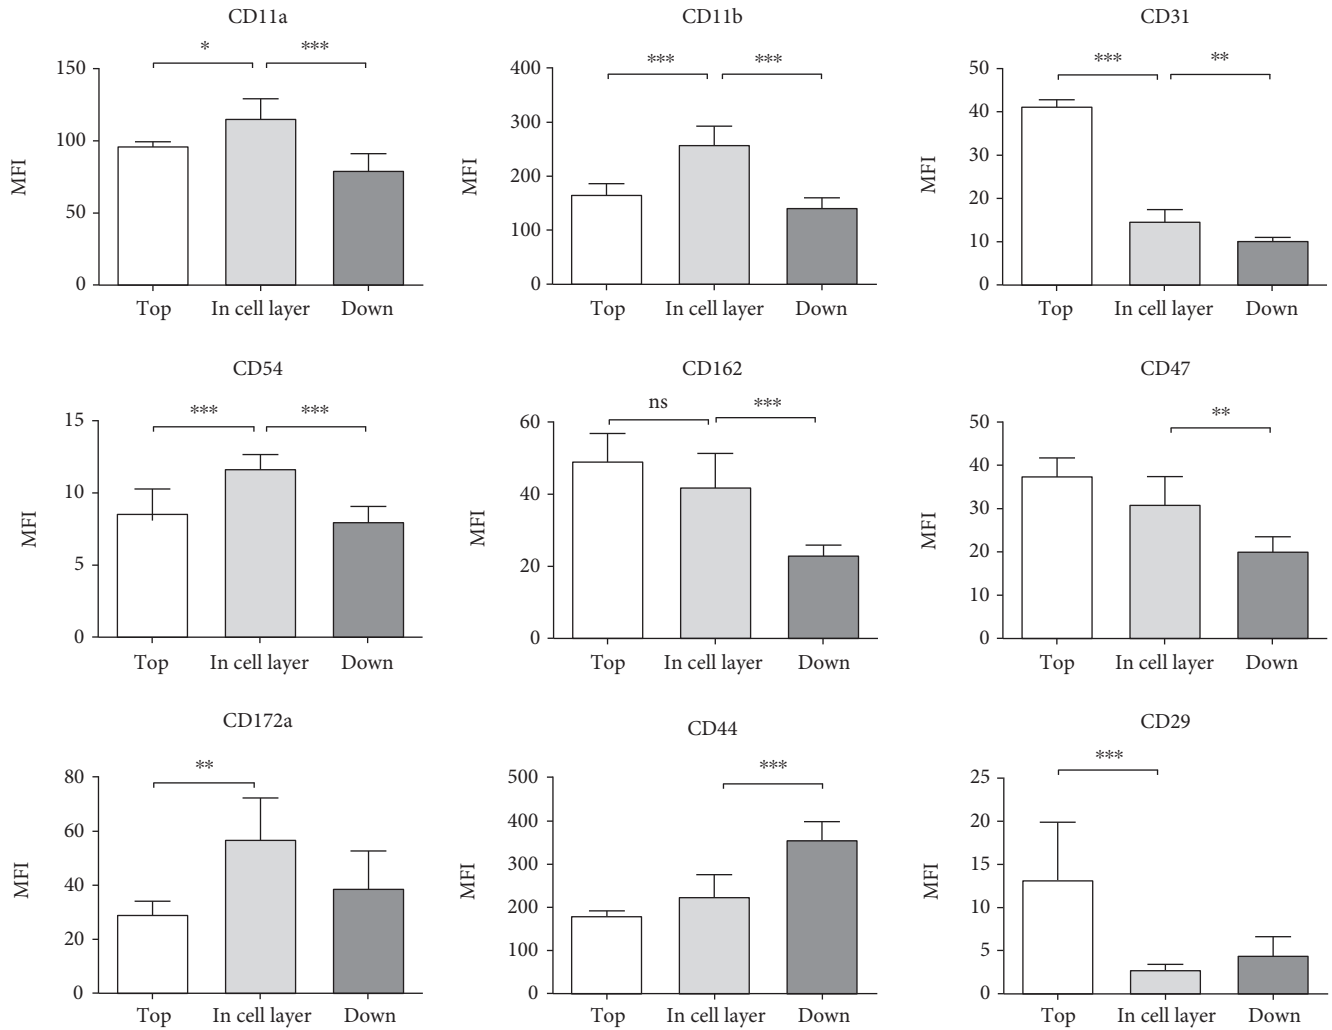 CD11a
* ***
150
100
50
0
MFI
Top In cell layer Down
CD11b
*** ***
400
300
200
100
0
MFI
Top In cell layer Down
CD31
*** **
50
40
30
20
10
0
MFI
Top In cell layer Down
CD54
*** ***
15
10
5
0
MFI
Top In cell layer Down
CD162
ns ***
60
40
20
0
MFI
Top In cell layer Down
CD47
**
50
40
30
20
10
0
MFI
Top In cell layer Down
CD172a
**
80
60
40
20
0
MFI
Top In cell layer Down
CD44
***
500
400
300
200
100
0
MFI
Top In cell layer Down
CD29
***
25
20
15
10
5
0
MFI
Top In cell layer Down